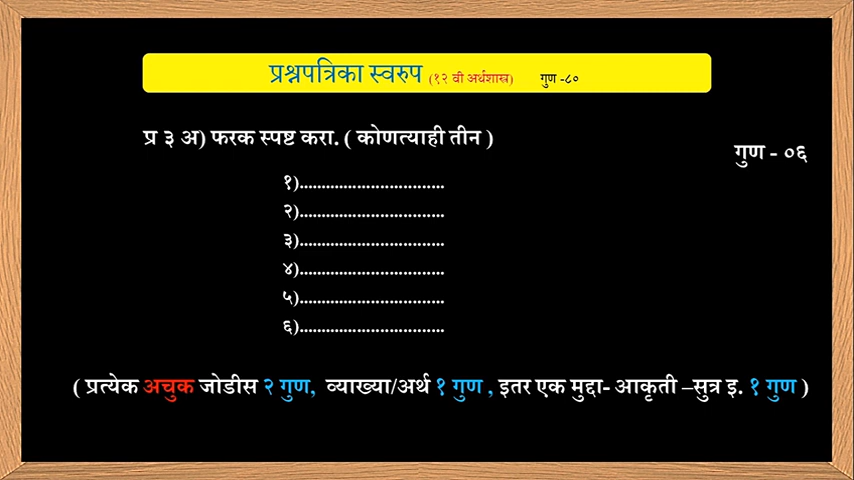 प्रश्नपत्रिका स्वरुप (१२ वी अर्थशास्त्र) गुण -८०
प्र ३ अ) फरक स्पष्ट करा. ( कोणत्याही तीन )
गुण - ०६
१)..................................
२)..................................
३)..................................
४)..................................
५)..................................
६)..................................
( प्रत्येक अचुक जोडीस २ गुण, व्याख्या/अर्थ १ गुण , इतर एक मुद्दा- आकृती –सुत्र इ. १ गुण )